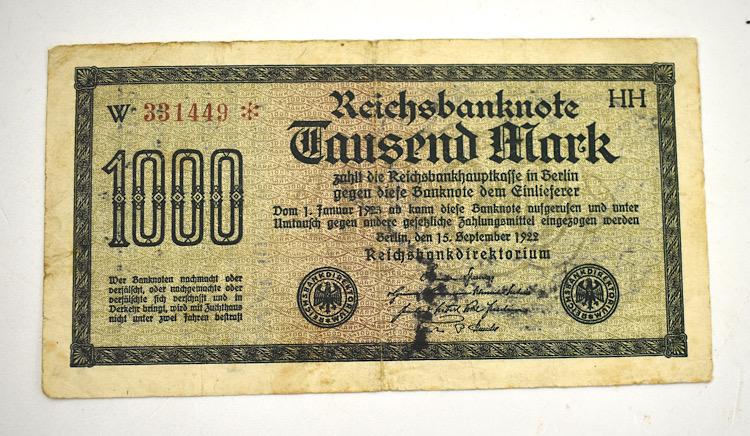 Reichsbanknote
HH
W· 331449 *
Tausend Mark
1000
zahlt die Reichsbankhauptkasse in Berlin
gegen diese Banknote dem Einlieferer
Vom 1. Januar 1923 ab kann diese Banknote aufgerufen und unter
Umtausch gegen andere gesetzliche Zahlungsmittel eingezogen werden
Berlin, den 15. September 1922
Reichsbankdirektorium
Wer Banknoten nachmacht oder
verfälscht, oder nachgemachte oder
verfälschte sich verschafft und in
Verkehr bringt, wird mit Zuchthaus
nicht unter zwei Jahren bestraft
REICHSBANKDIREKTORIUM
REICHSBANKDIREKTORIUM